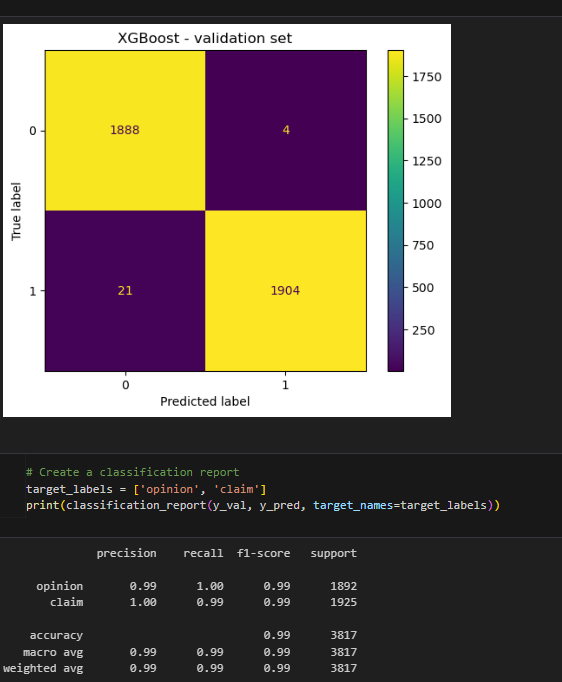 XGBoost - validation set
1888 4
21 1904
0
1
True label
0 1
Predicted label
1750
1500
1250
1000
750
500
250
# Create a classification report
target_labels = ['opinion', 'claim']
print(classification_report(y_val, y_pred, target_names=target_labels))
precision recall f1-score support
opinion 0.99 1.00 0.99 1892
claim 1.00 0.99 0.99 1925
accuracy 0.99 3817
macro avg 0.99 0.99 0.99 3817
weighted avg 0.99 0.99 0.99 3817